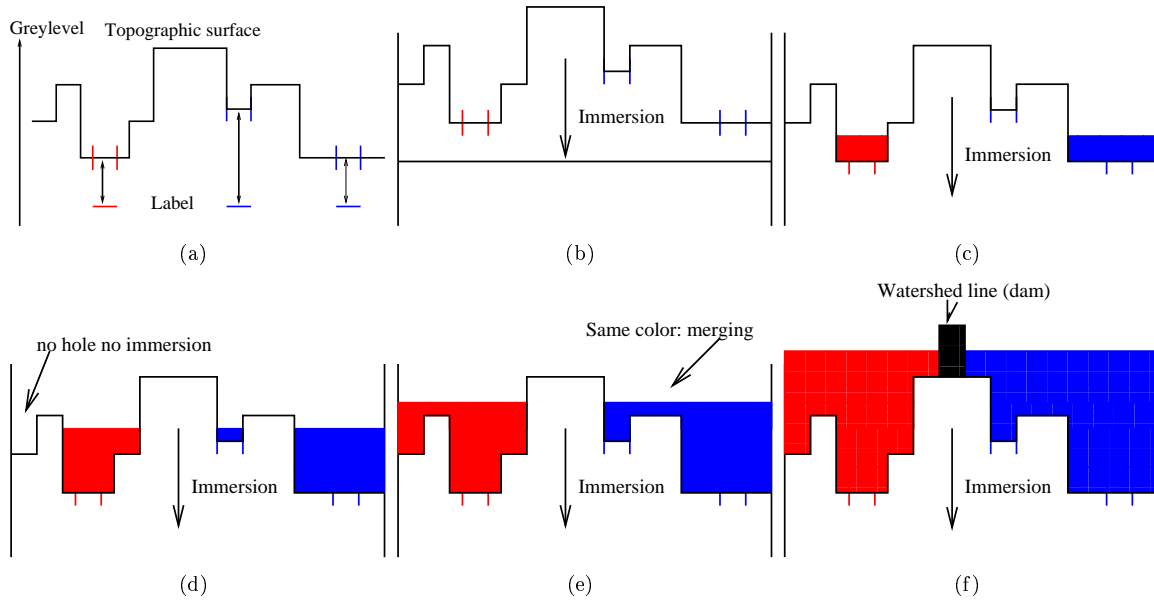 Greylevel
Topographic surface
Label
(a)
Immersion
(b)
Immersion
(c)
no hole no immersion
Immersion
(d)
Same color: merging
Immersion
(e)
Watershed line (dam)
Immersion
(f)